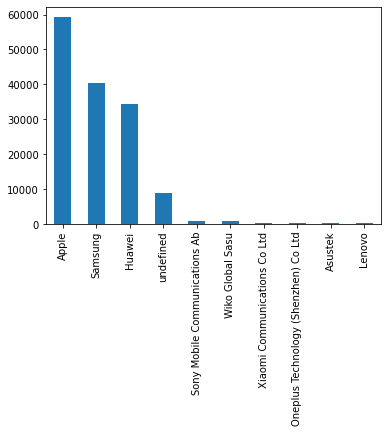 60000
50000
40000
30000
20000
10000
0
Apple
Samsung
Huawei
undefined
Sony Mobile Communications Ab
Wiko Global Sasu
Xiaomi Communications Co Ltd
Oneplus Technology (Shenzhen) Co Ltd
Asustek
Lenovo